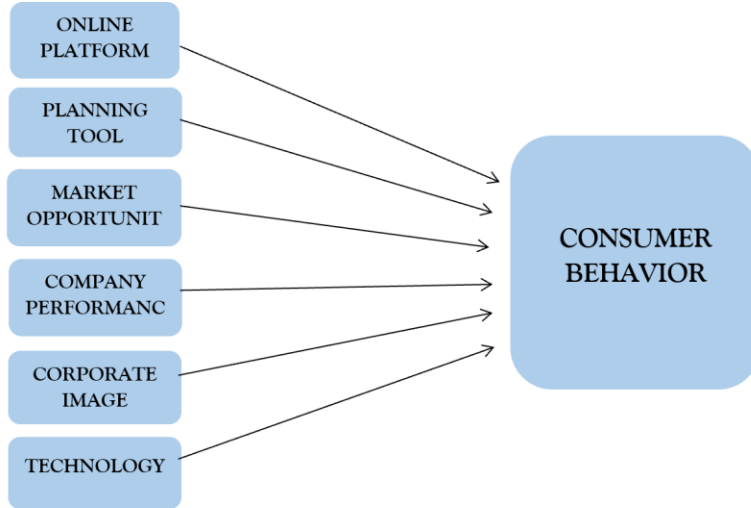 ONLINE
PLATFORM
PLANNING
TOOL
MARKET
OPPORTUNIT
COMPANY
PERFORMANC
CORPORATE
IMAGE
TECHNOLOGY
CONSUMER
BEHAVIOR